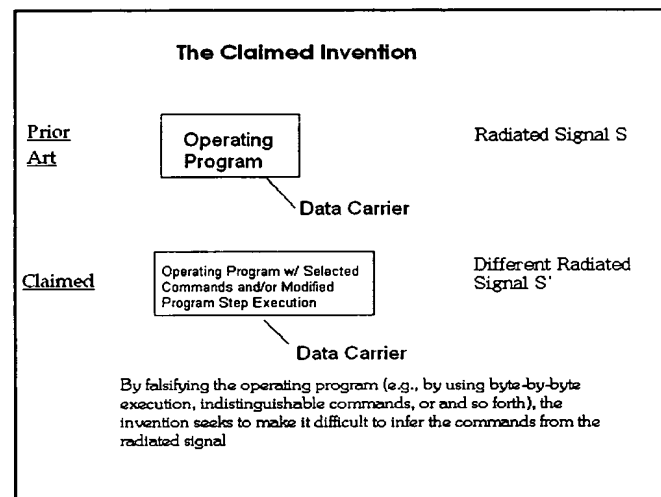 The Claimed Invention
Prior
Art
Operating
Program
Radiated Signal S
Data Carrier
Claimed
Operating Program w/ Selected
Commands and/or Modified
Program Step Execution
Different Radiated
Signal S'
Data Carrier
By falsifying the operating program (e.g., by using byte-by-byte
execution, indistinguishable commands, or and so forth), the
invention seeks to make it difficult to infer the commands from the
radiated signal